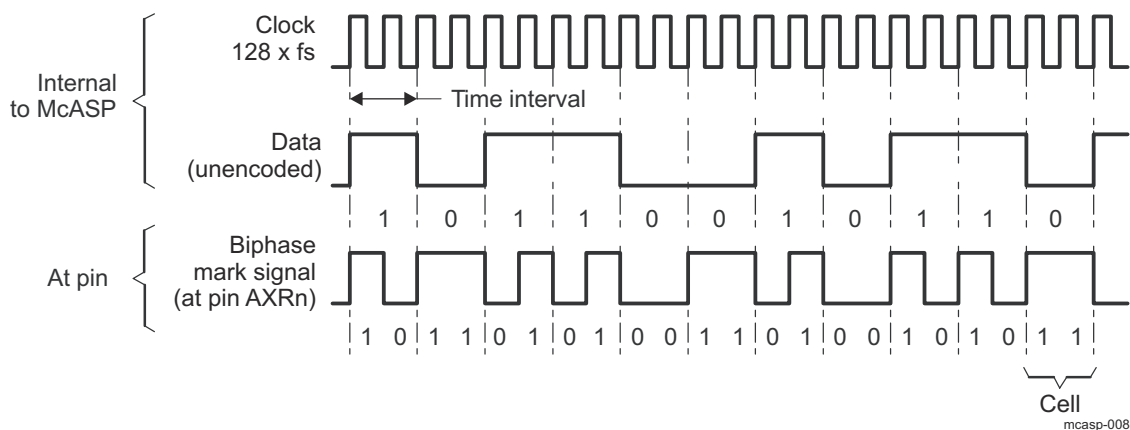 Clock
128 x fs
Internal
to McASP
Time interval
Data
(unencoded)
1 0 1 1 0 0 1 0 1 1 0
Biphase
mark signal
(at pin AXRn)
At pin
1 0 1 1 0 1 0 1 0 0 1 1 0 1 0 0 1 0 1 0 1 1
Cell
mcasp-008